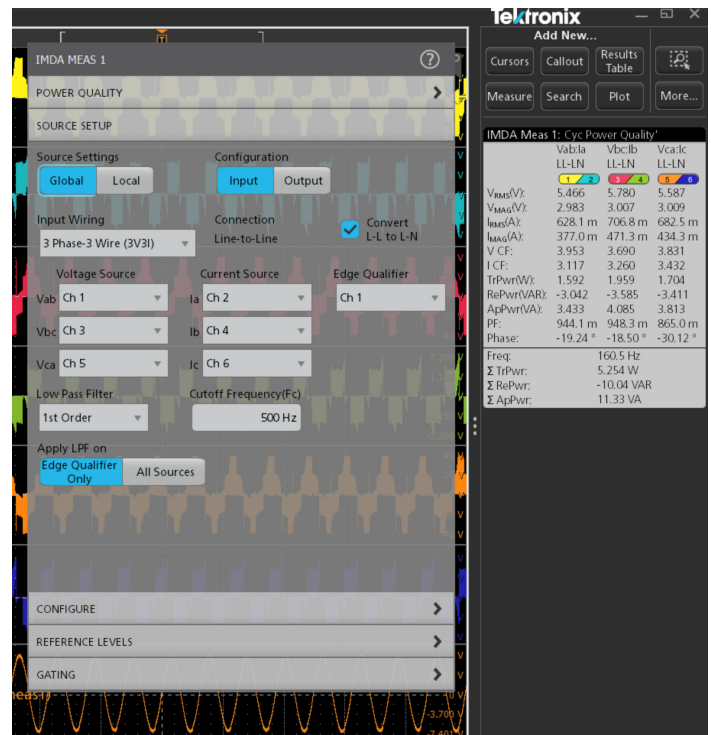 Tektronix
Add New...
Cursors
Callout
Results
Table
Measure
Search
Plot
More...
IMDA MEAS 1
?
POWER QUALITY
SOURCE SETUP
Source Settings
Configuration
Global
Local
Input
Output
Input Wiring
Connection
Convert
L-L to L-N
3 Phase-3 Wire (3V3I)
Line-to-Line
Voltage Source
Current Source
Edge Qualifier
Vab Ch 1
Ia Ch 2
Ch 1
Vbc Ch 3
Ib Ch 4
Vca Ch 5
Ic Ch 6
Low Pass Filter
Cutoff Frequency(Fc)
1st Order
500 Hz
Apply LPF on
Edge Qualifier
Only
All Sources
CONFIGURE
REFERENCE LEVELS
GATING
IMDA Meas 1: Cyc Power Quality'
Vab:Ia Vbc:Ib Vca:Ic
LL-LN LL-LN LL-LN
1 2 3 4 5 6
VRMS(V): 5.466 5.780 5.587
VMAG(V): 2.983 3.007 3.009
IRMS(A): 628.1 m 706.8 m 682.5 m
IMAG(A): 377.0 m 471.3 m 434.3 m
V CF: 3.953 3.690 3.831
I CF: 3.117 3.260 3.432
TrPwr(W): 1.592 1.959 1.704
RePwr(VAR): -3.042 -3.585 -3.411
ApPwr(VA): 3.433 4.085 3.813
PF: 944.1 m 948.3 m 865.0 m
Phase: -19.24 ° -18.50 ° -30.12 °
Freq: 160.5 Hz
Σ TrPwr: 5.254 W
Σ RePwr: -10.04 VAR
Σ ApPwr: 11.33 VA
-3.700 V